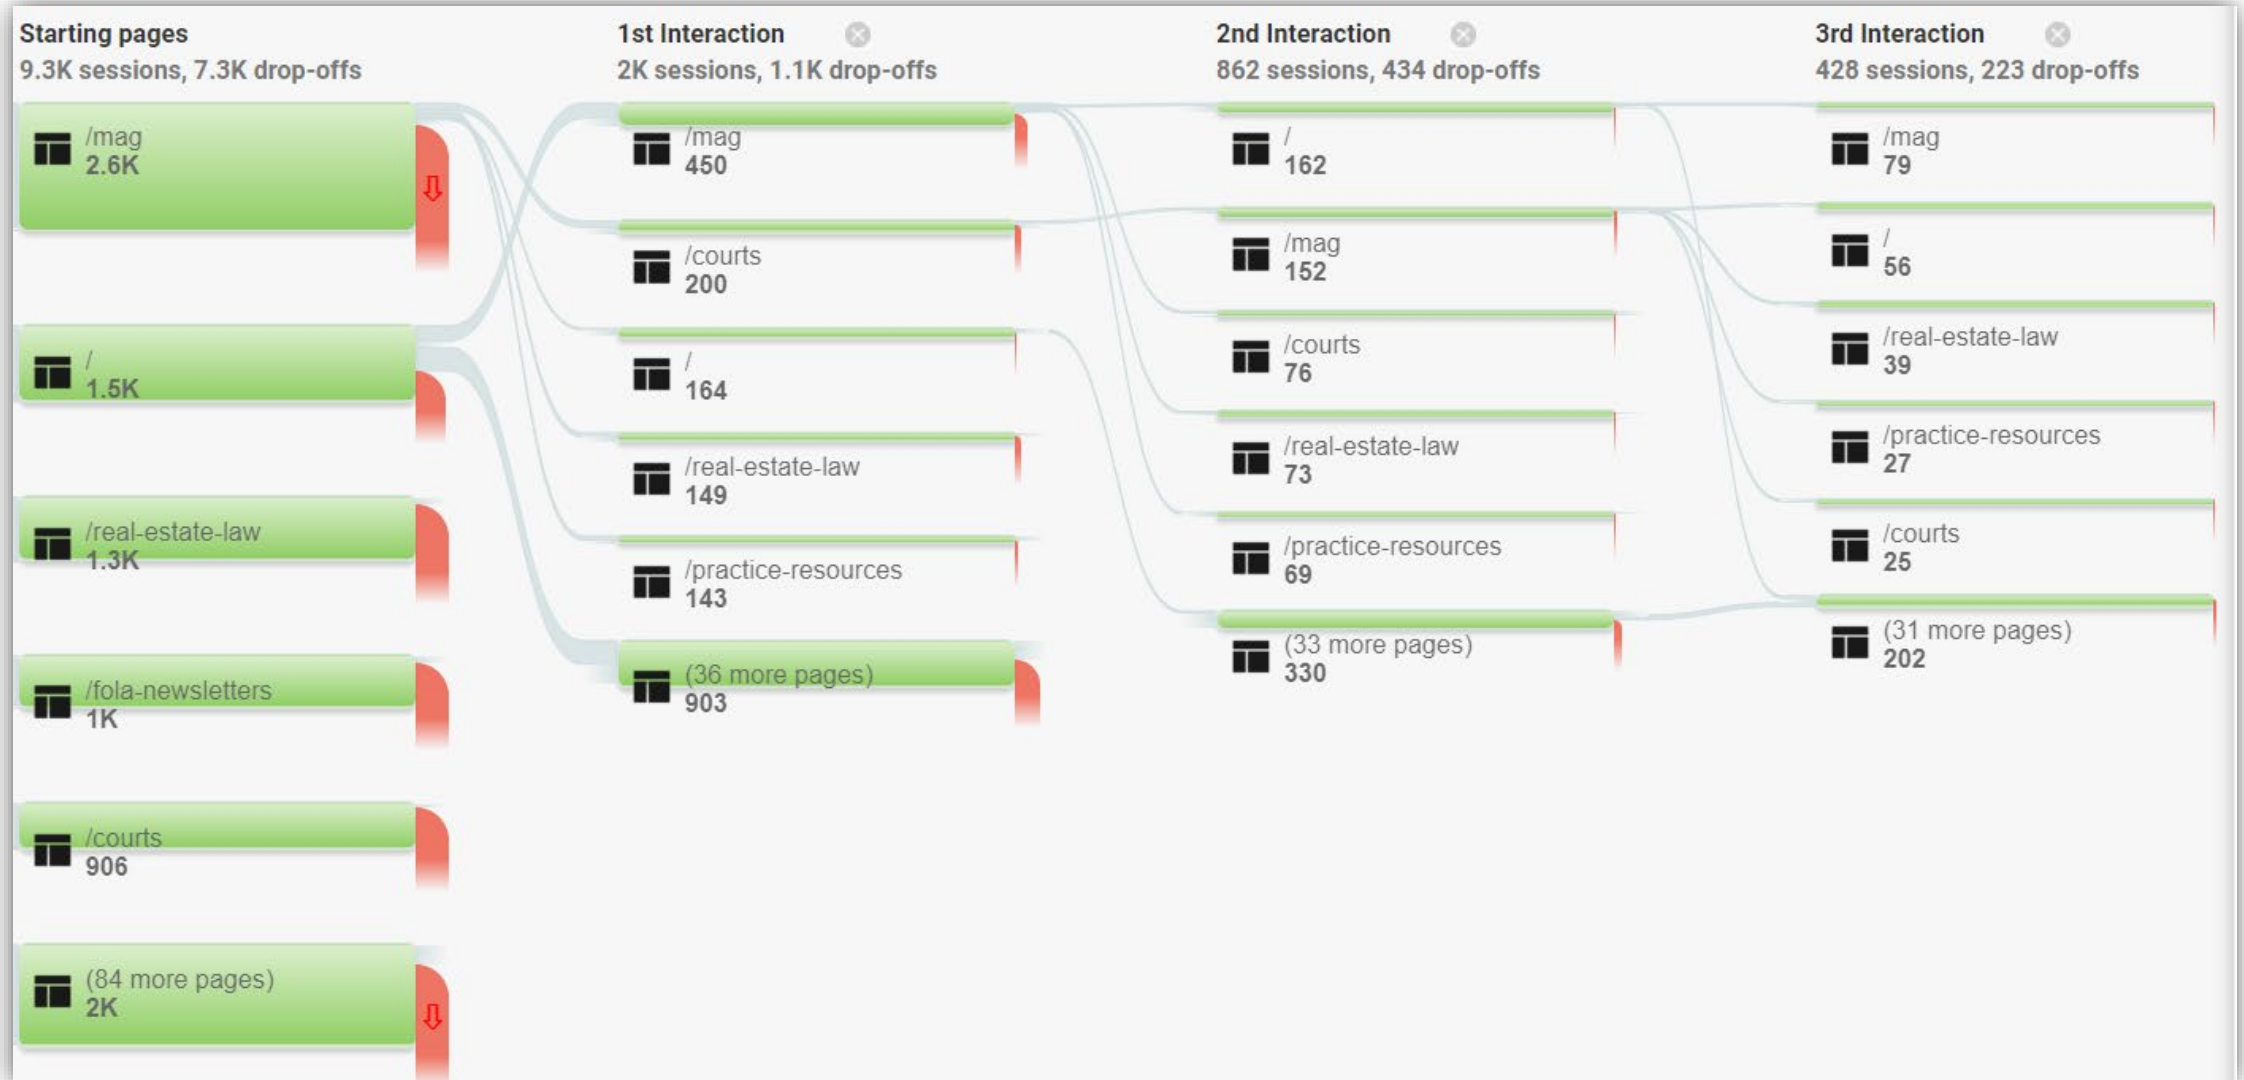 Starting pages
9.3K sessions, 7.3K drop-offs
/mag
2.6K
/
1.5K
/real-estate-law
1.3K
/fola-newsletters
1K
/courts
906
(84 more pages)
2K
1st Interaction
2K sessions, 1.1K drop-offs
/mag
450
/courts
200
/
164
/real-estate-law
149
/practice-resources
143
(36 more pages)
903
2nd Interaction
862 sessions, 434 drop-offs
/
162
/mag
152
/courts
76
/real-estate-law
73
/practice-resources
69
(33 more pages)
330
3rd Interaction
428 sessions, 223 drop-offs
/mag
79
/
56
/real-estate-law
39
/practice-resources
27
/courts
25
(31 more pages)
202